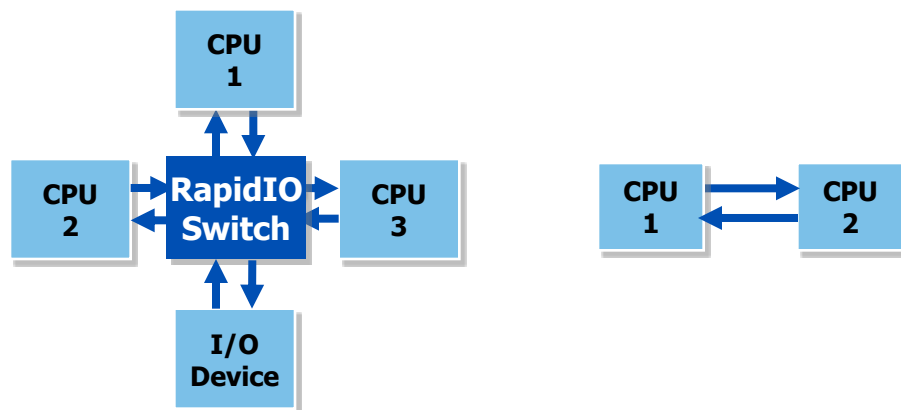 CPU
1
CPU
2
RapidIO
Switch
CPU
3
I/O
Device
CPU
1
CPU
2